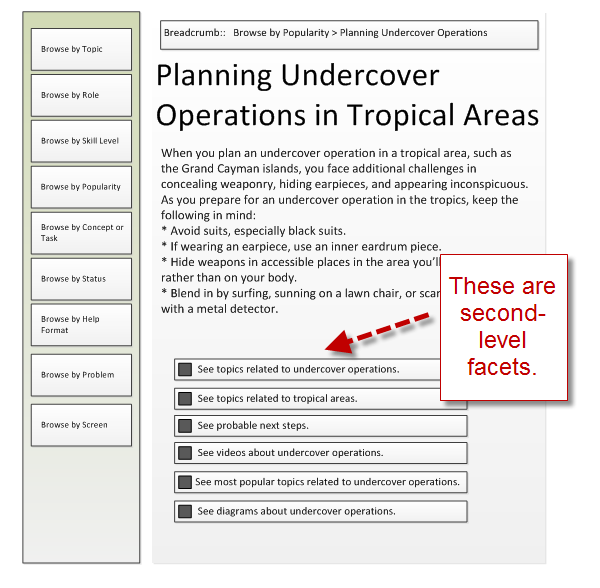 Browse by Topic
Browse by Role
Browse by Skill Level
Browse by Popularity
Browse by Concept or
Task
Browse by Status
Browse by Help
Format
Browse by Problem
Browse by Screen
Breadcrumb:: Browse by Popularity > Planning Undercover Operations
Planning Undercover
Operations in Tropical Areas
When you plan an undercover operation in a tropical area, such as
the Grand Cayman islands, you face additional challenges in
concealing weaponry, hiding earpieces, and appearing inconspicuous.
As you prepare for an undercover operation in the tropics, keep the
following in mind:
* Avoid suits, especially black suits.
* If wearing an earpiece, use an inner eardrum piece.
* Hide weapons in accessible places in the area
rather than on your body.
* Blend in by surfing, sunning on a lawn chair, or
with a metal detector.
These are
second-
level
facets.
See topics related to undercover operations.
See topics related to tropical areas.
See probable next steps.
See videos about undercover operations.
See most popular topics related to undercover operations.
See diagrams about undercover operations.